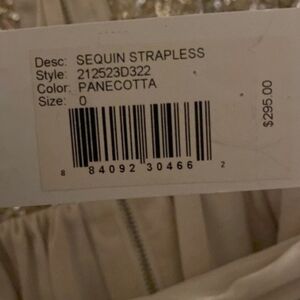 Desc: SEQUIN STRAPLESS
Style: 212523D322
Color: PANECOTTA
Size: 0
$295.00
8 84092 30466 2